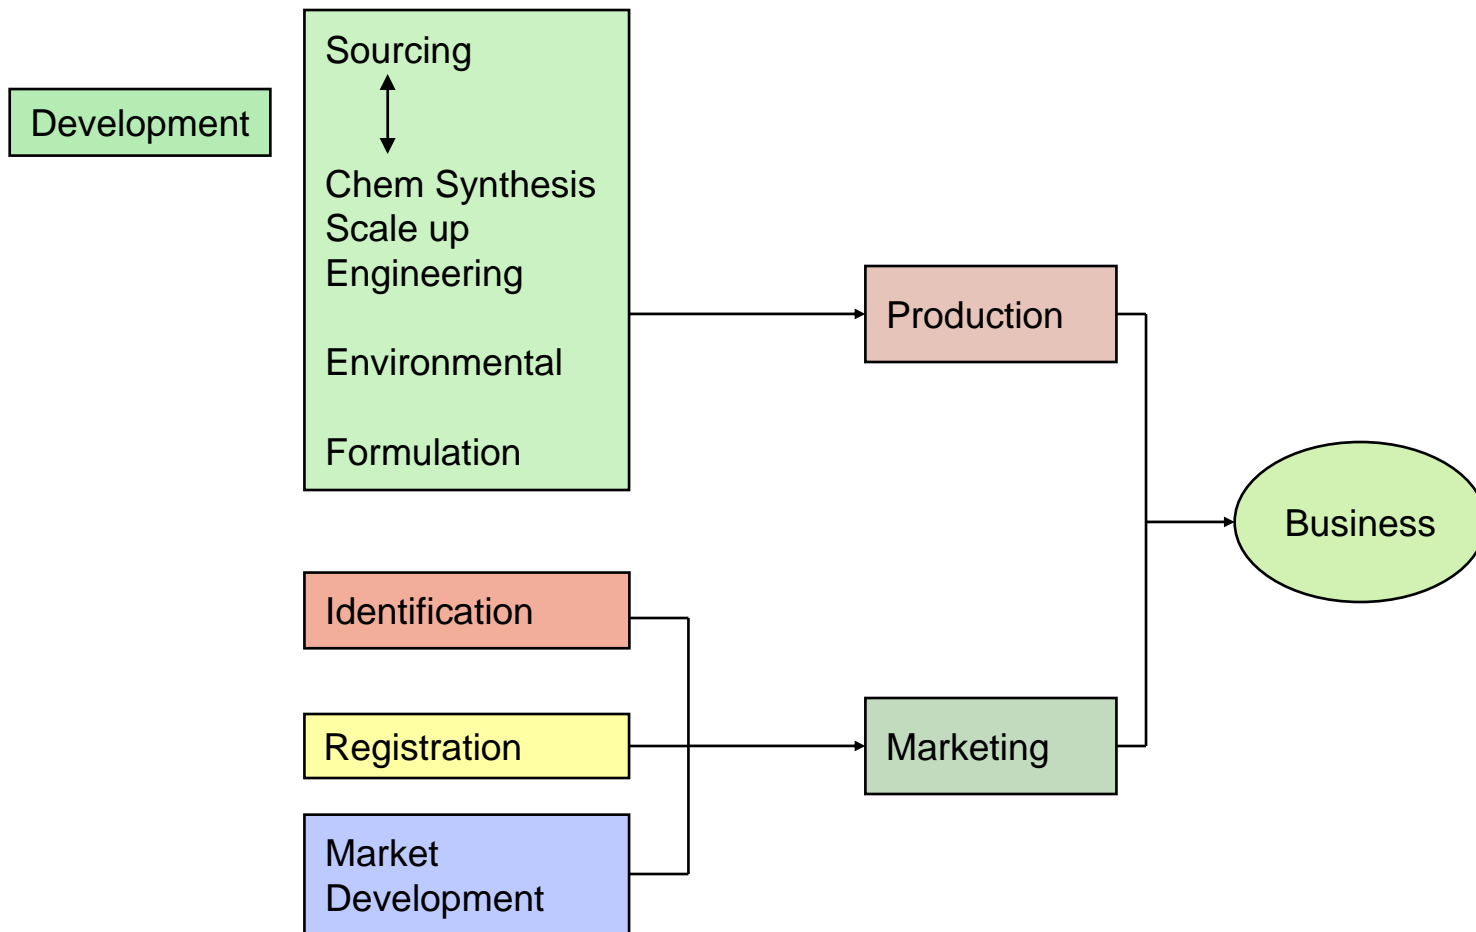 Development
Sourcing
Chem Synthesis
Scale up
Engineering
Environmental
Formulation
Production
Business
Identification
Registration
Marketing
Market
Development